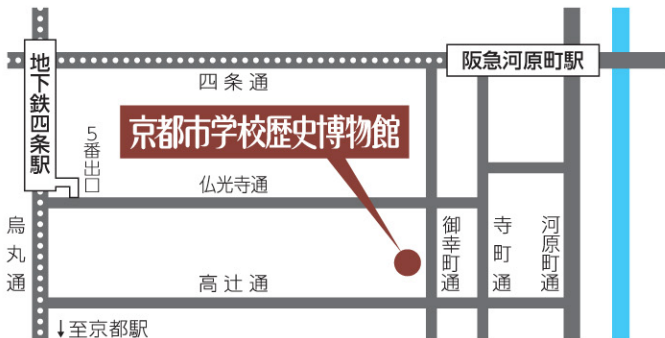 地下鉄四条駅
阪急河原町駅
四条通
京都市学校歴史博物館
5番出口
仏光寺通
烏丸通
御幸町通
寺町通
河原町通
高辻通
↓至京都駅